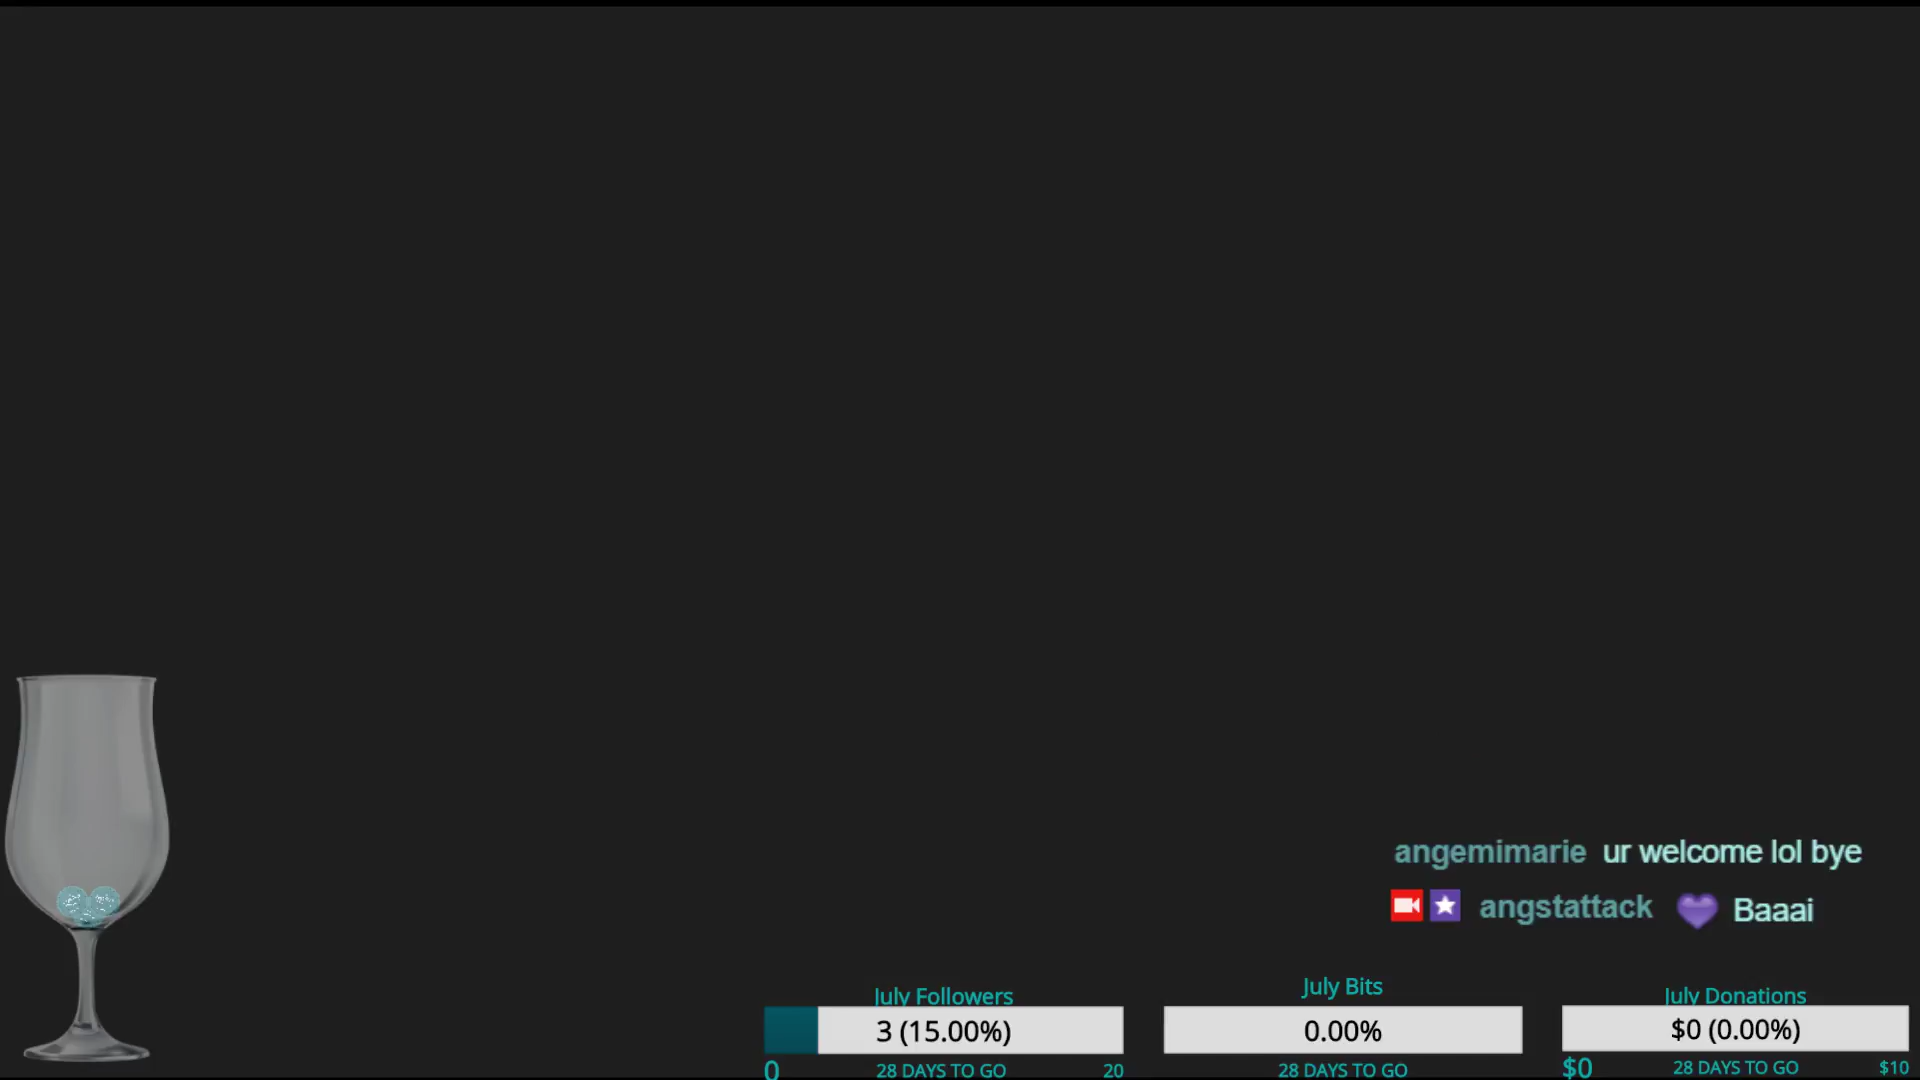 angemimarie ur welcome lol bye
angstattack 💜 Baaai
July Followers
3 (15.00%)
0 28 DAYS TO GO 20
July Bits
0.00%
28 DAYS TO GO
July Donations
$0 (0.00%)
$0 28 DAYS TO GO $10